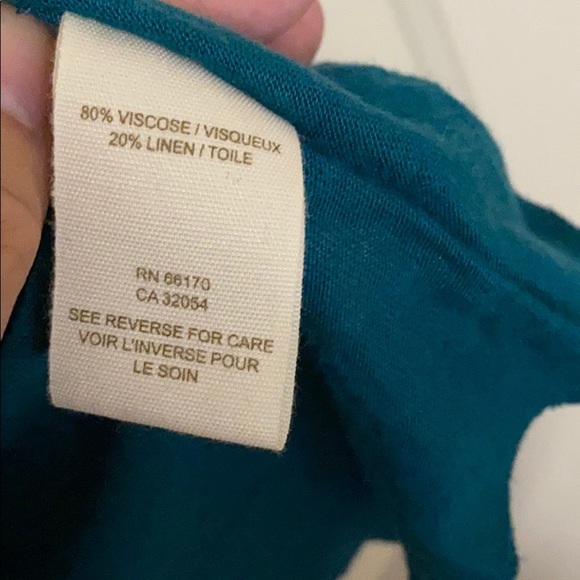 80% VISCOSE / VISQUEUX
20% LINEN / TOILE
RN 66170
CA 32054
SEE REVERSE FOR CARE
VOIR L'INVERSE POUR
LE SOIN